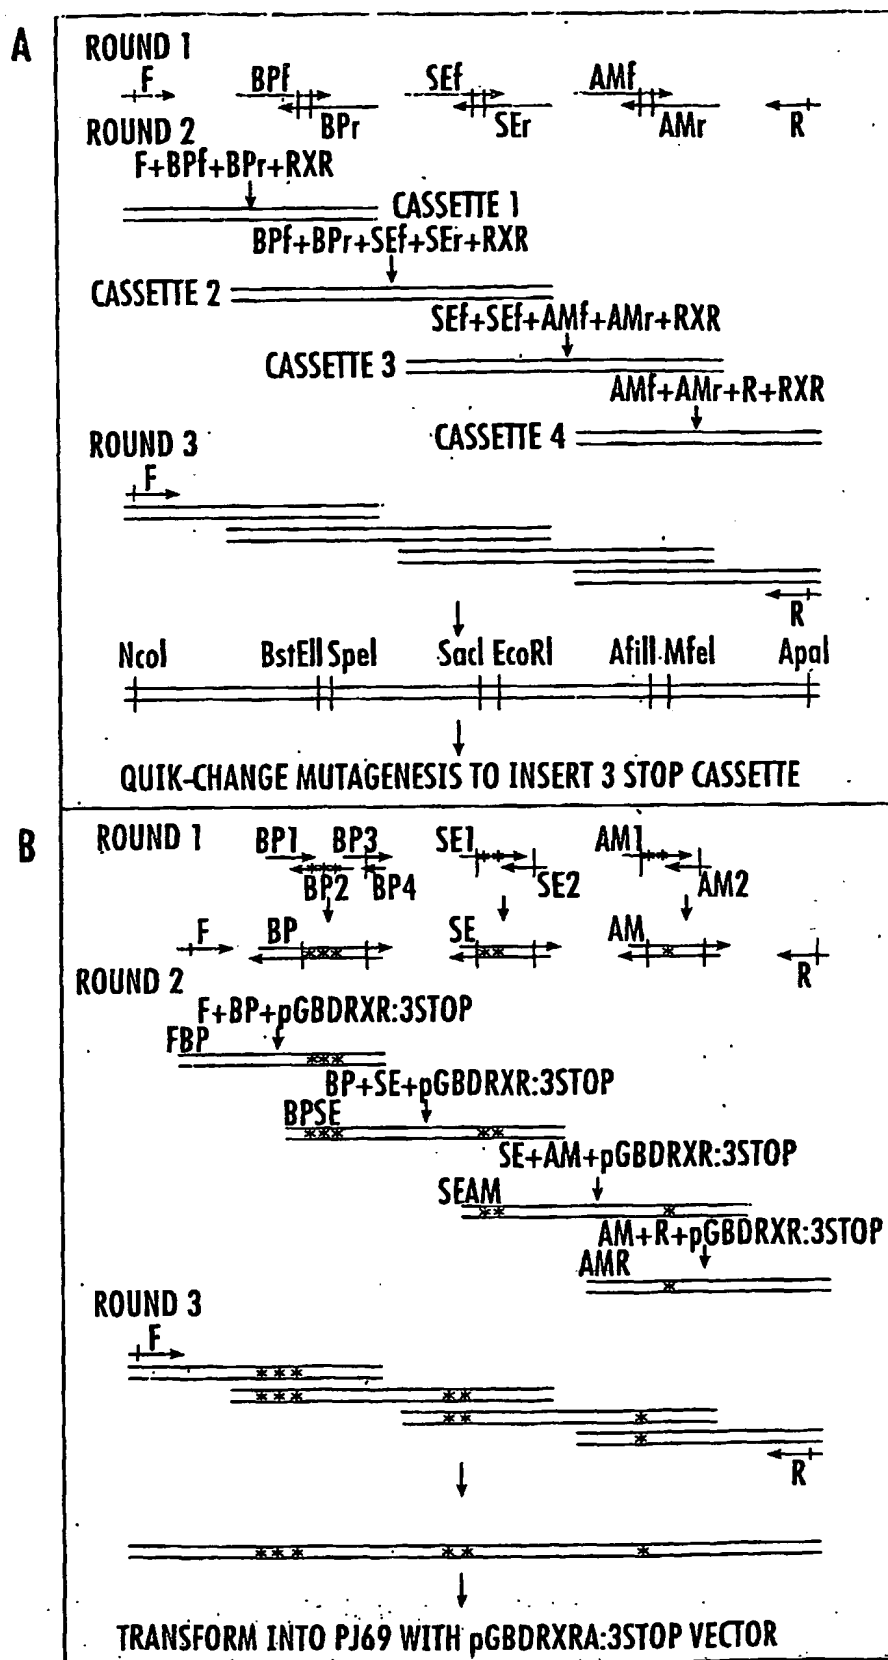 A
ROUND 1
F BPf SEf AMf
BPr SEr AMr R
ROUND 2
F+BPf+BPr+RXR
CASSETTE 1
BPf+BPr+SEf+SEr+RXR
CASSETTE 2
SEf+SEf+AMf+AMr+RXR
CASSETTE 3
AMf+AMr+R+RXR
CASSETTE 4
ROUND 3
F
R
NcoI BstEII SpeI SacI EcoRI AfiII MfeI ApaI
QUIK-CHANGE MUTAGENESIS TO INSERT 3 STOP CASSETTE
B
ROUND 1 BP1 BP3 SE1 AM1
BP2 BP4 SE2 AM2
F BP SE AM
R
ROUND 2
F+BP+pGBDRXR:3STOP
FBP
BP+SE+pGBDRXR:3STOP
BPSE
SE+AM+pGBDRXR:3STOP
SEAM
AM+R+pGBDRXR:3STOP
AMR
ROUND 3
F
R
TRANSFORM INTO PJ69 WITH pGBDRXRA:3STOP VECTOR